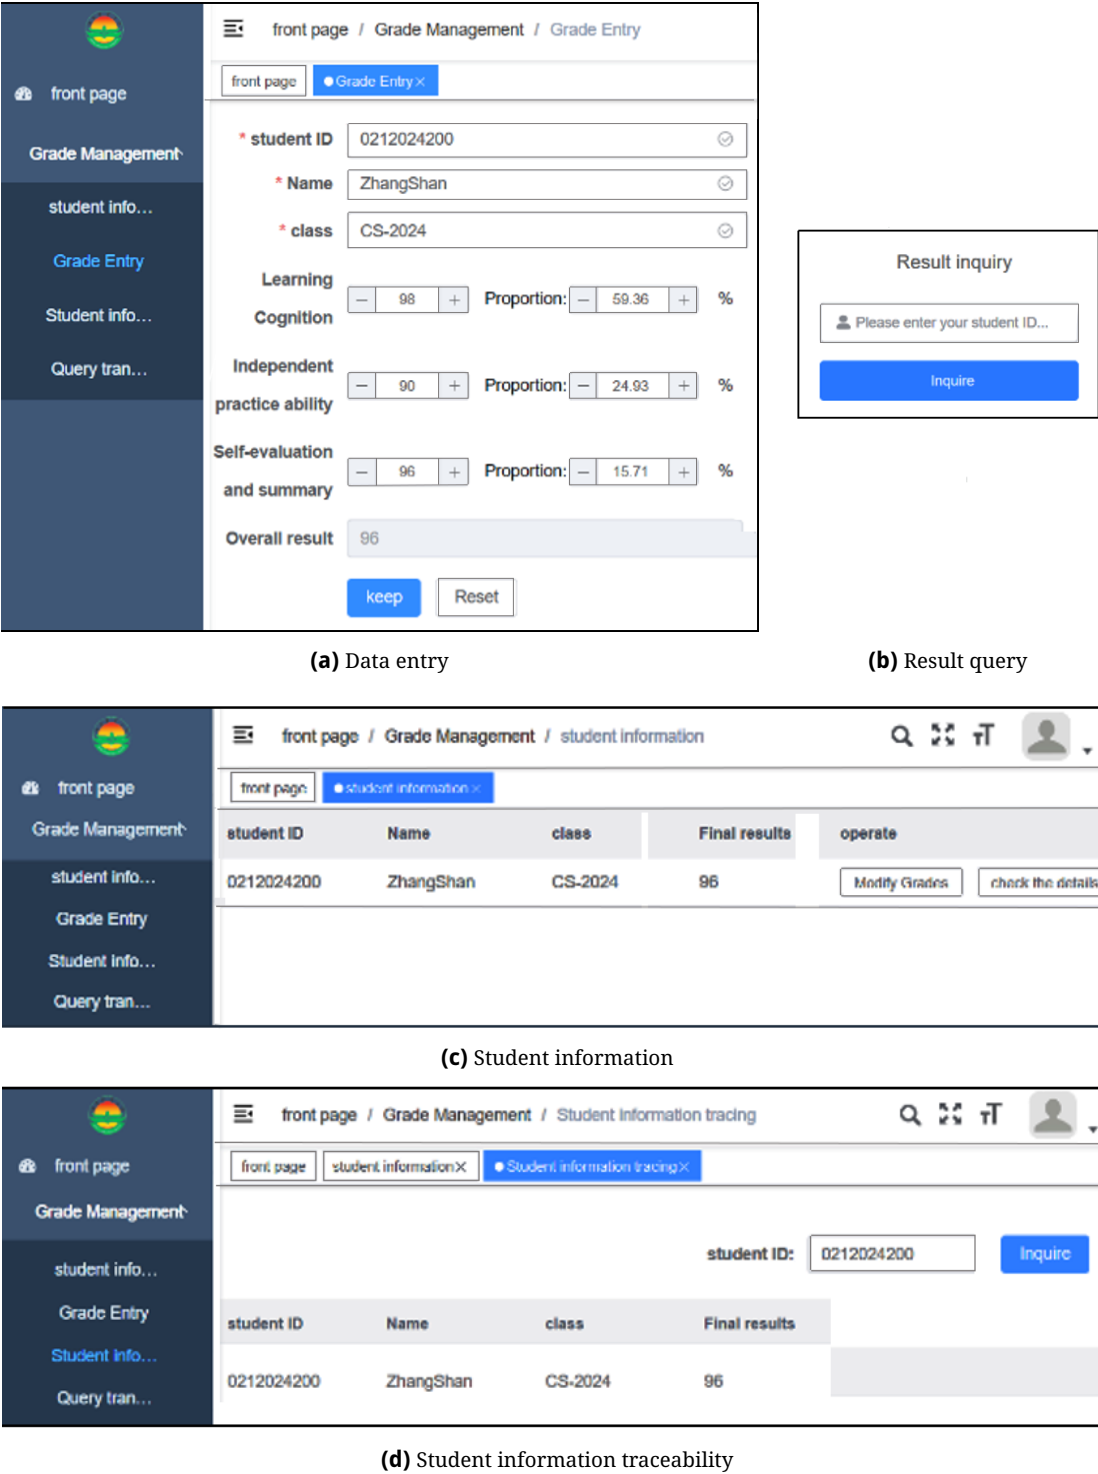 front page / Grade Management / Grade Entry
front page
front page Grade Entry×
Grade Management
* student ID 0212024200
* Name ZhangShan
student info...
* class CS-2024
Grade Entry
Learning
Cognition
− 98 + Proportion: − 59.36 + %
Student info...
Query tran...
Independent
practice ability
− 90 + Proportion: − 24.93 + %
Self-evaluation
and summary
− 96 + Proportion: − 15.71 + %
Overall result 96
keep Reset
Result inquiry
Please enter your student ID...
Inquire
(a) Data entry
(b) Result query
front page / Grade Management / student information
front page
front page student information ×
Grade Management
student ID Name class Final results operate
student info...
0212024200 ZhangShan CS-2024 96 Modify Grades check the details
Grade Entry
Student info...
Query tran...
(c) Student information
front page / Grade Management / Student information tracing
front page
front page student information× Student information tracing×
Grade Management
student ID: 0212024200 Inquire
student info...
Grade Entry
student ID Name class Final results
Student info...
0212024200 ZhangShan CS-2024 96
Query tran...
(d) Student information traceability